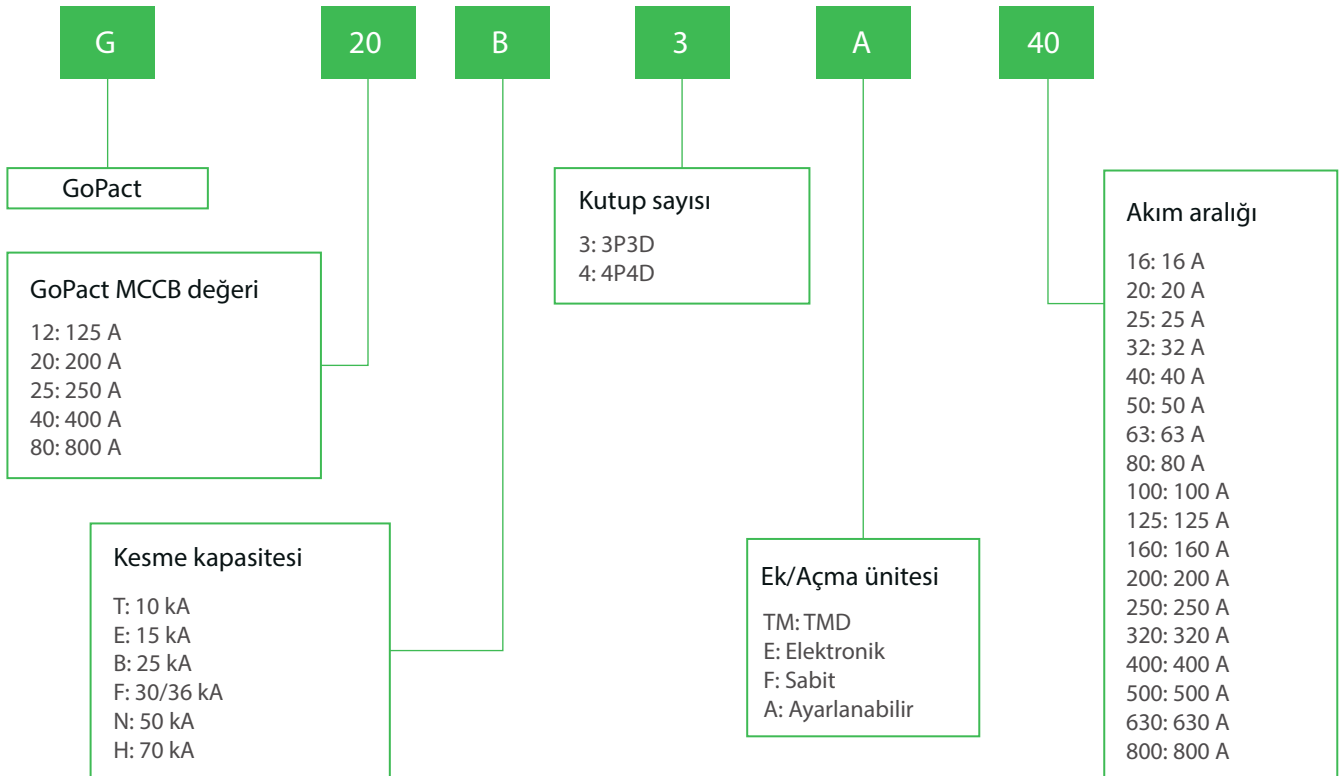 G
20
B
3
A
40
GoPact
GoPact MCCB değeri
12: 125 A
20: 200 A
25: 250 A
40: 400 A
80: 800 A
Kesme kapasitesi
T: 10 kA
E: 15 kA
B: 25 kA
F: 30/36 kA
N: 50 kA
H: 70 kA
Kutup sayısı
3: 3P3D
4: 4P4D
Ek/Açma ünitesi
TM: TMD
E: Elektronik
F: Sabit
A: Ayarlanabilir
Akım aralığı
16: 16 A
20: 20 A
25: 25 A
32: 32 A
40: 40 A
50: 50 A
63: 63 A
80: 80 A
100: 100 A
125: 125 A
160: 160 A
200: 200 A
250: 250 A
320: 320 A
400: 400 A
500: 500 A
630: 630 A
800: 800 A